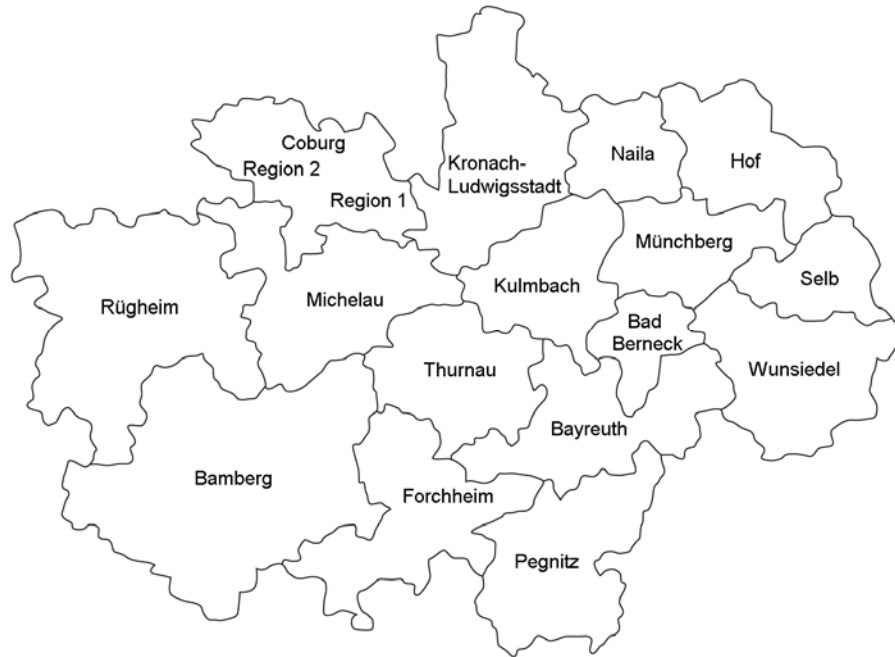 Coburg
Region 2
Region 1
Kronach-
Ludwigsstadt
Naila
Hof
Münchberg
Selb
Rügheim
Michelau
Kulmbach
Bad
Berneck
Thurnau
Wunsiedel
Bayreuth
Bamberg
Forchheim
Pegnitz